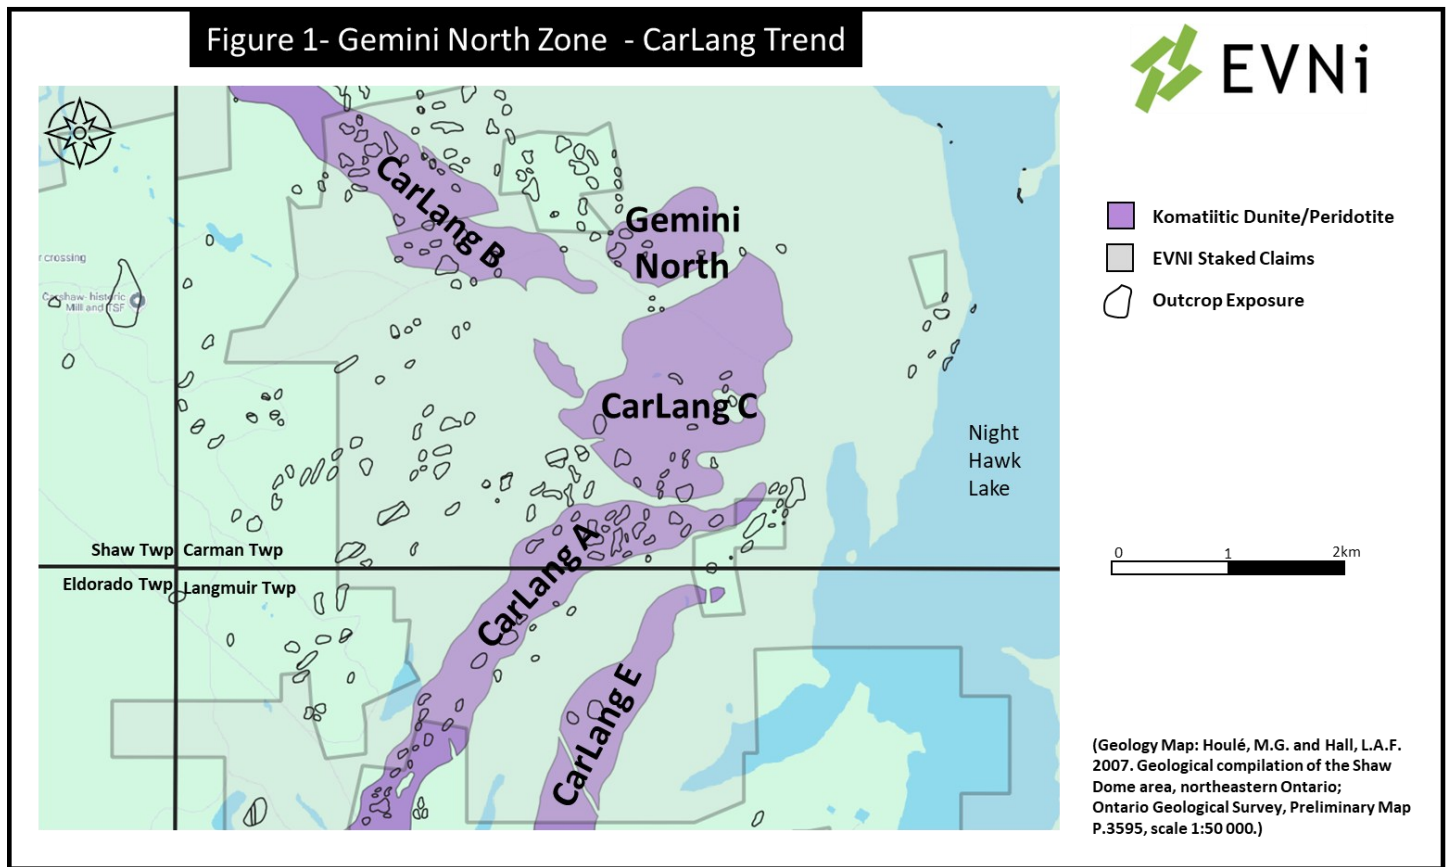 Figure 1- Gemini North Zone - CarLang Trend
EVNi
CarLang B
Gemini
North
r crossing
Carshaw- historic
Mill and TSF
CarLang C
Night
Hawk
Lake
CarLang A
Shaw Twp
Carman Twp
Eldorado Twp
Langmuir Twp
CarLang E
Komatiitic Dunite/Peridotite
EVNI Staked Claims
Outcrop Exposure
0 1 2km
(Geology Map: Houlé, M.G. and Hall, L.A.F.
2007. Geological compilation of the Shaw
Dome area, northeastern Ontario;
Ontario Geological Survey, Preliminary Map
P.3595, scale 1:50 000.)